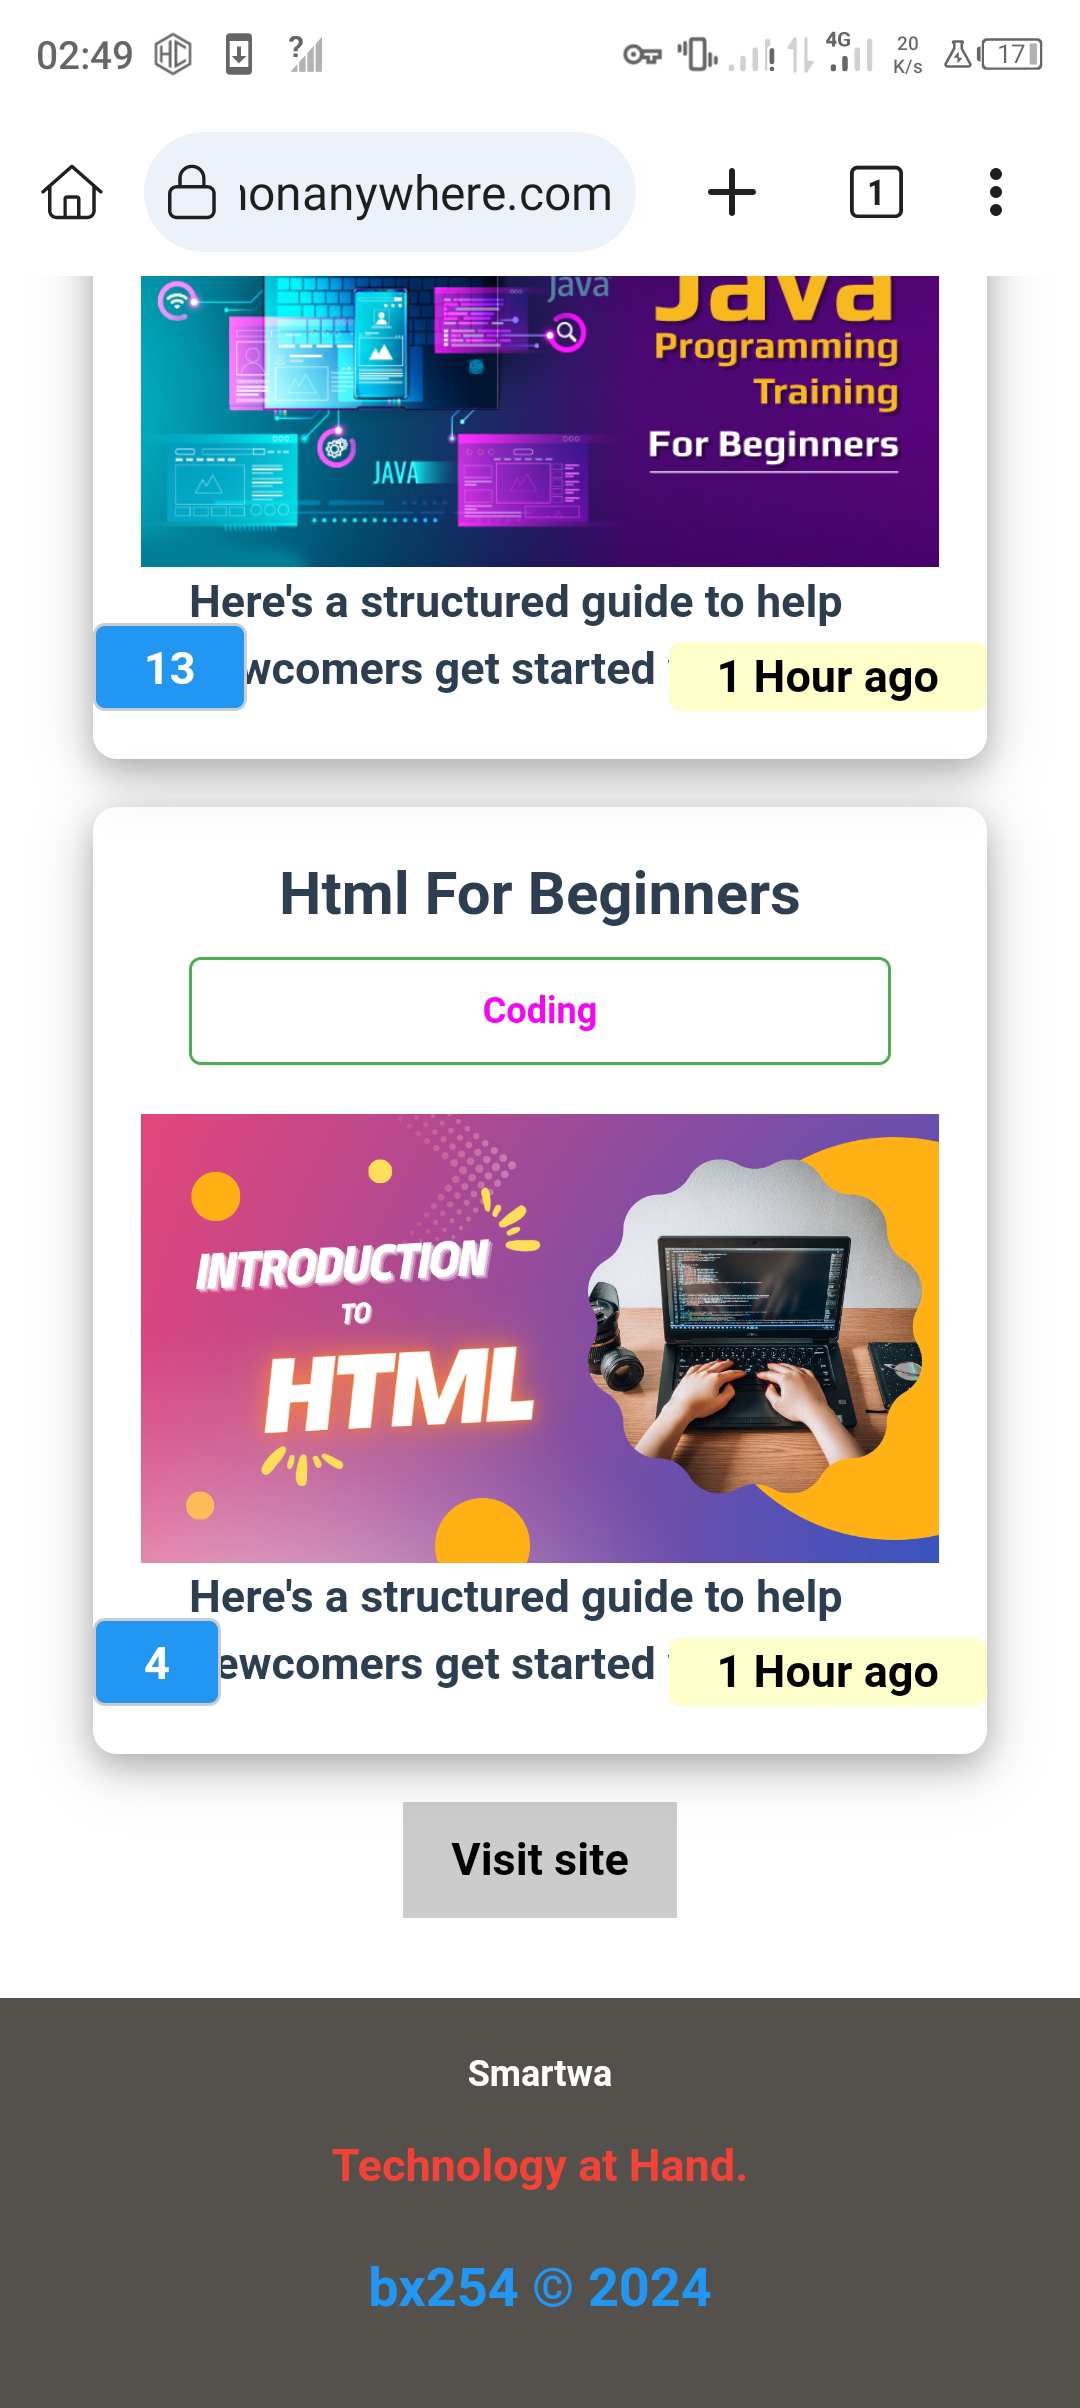 02:49
4G
20
K/s
17
onanywhere.com
1
Java
Java
Programming
Training
For Beginners
JAVA
Here's a structured guide to help
13
wcomers get started
1 Hour ago
Html For Beginners
Coding
INTRODUCTION
TO
HTML
Here's a structured guide to help
4
ewcomers get started
1 Hour ago
Visit site
Smartwa
Technology at Hand.
bx254 © 2024